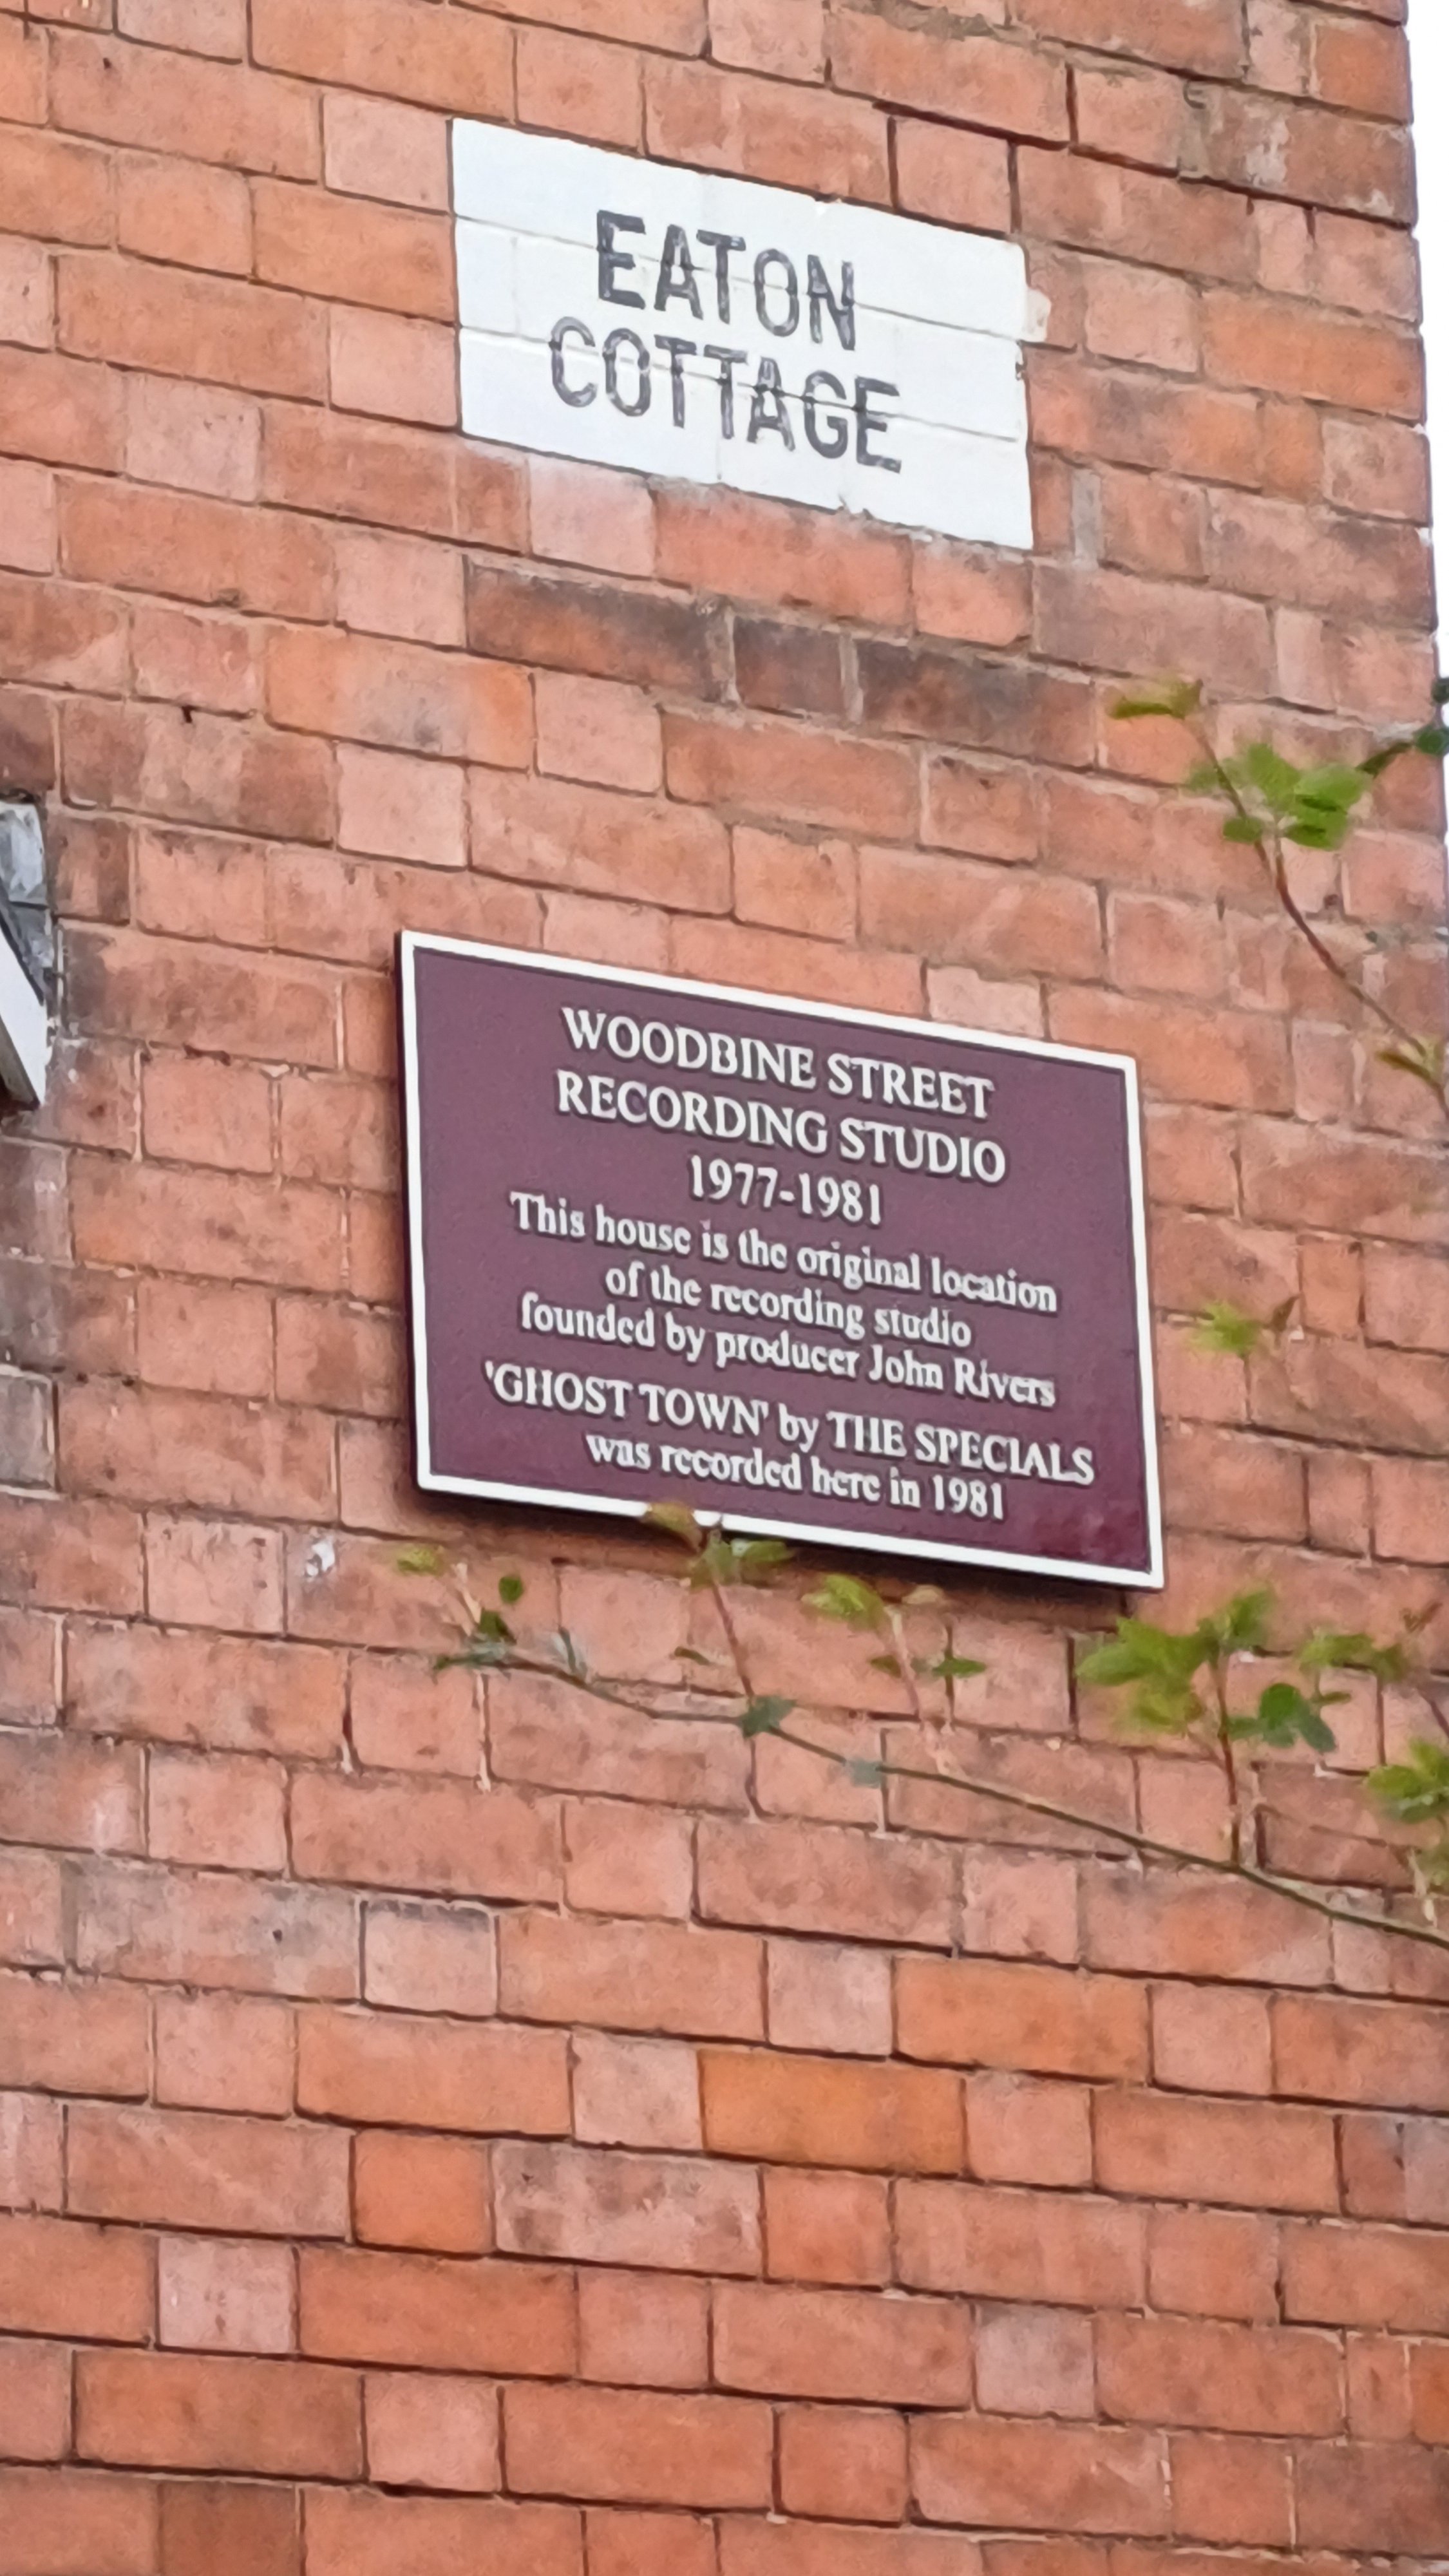 EATON
COTTAGE
WOODBINE STREET
RECORDING STUDIO
1977-1981
This house is the original location
of the recording studio
founded by producer John Rivers
'GHOST TOWN' by THE SPECIALS
was recorded here in 1981